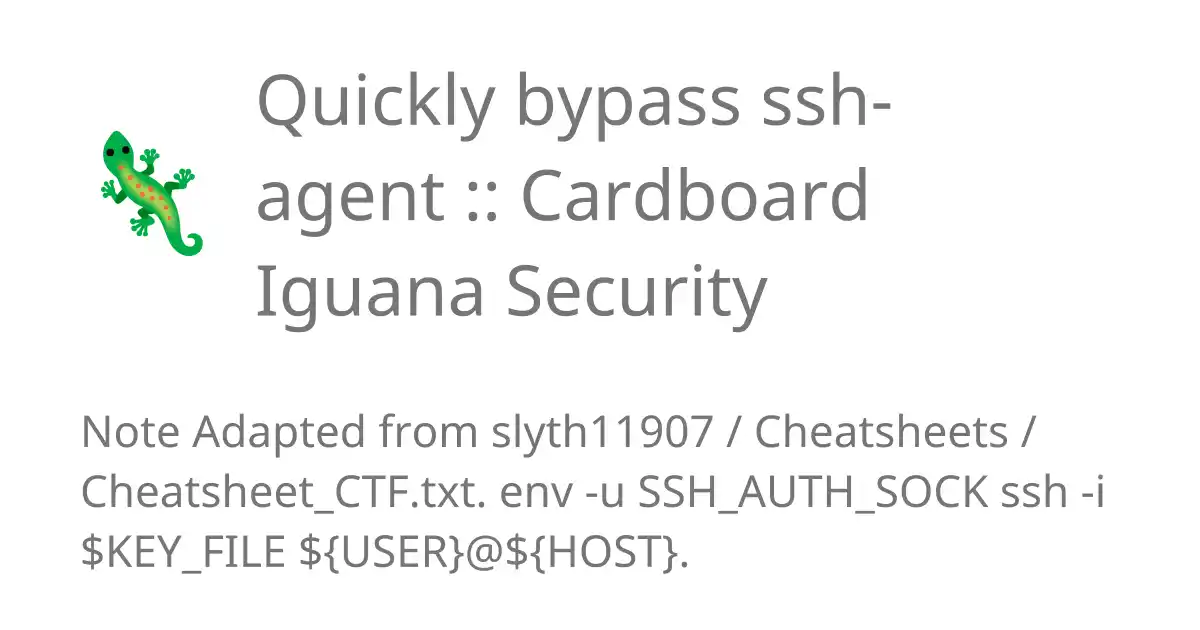 Quickly bypass ssh-
agent :: Cardboard
Iguana Security
Note Adapted from slyth11907 / Cheatsheets /
Cheatsheet_CTF.txt. env -u SSH_AUTH_SOCK ssh -i
$KEY_FILE ${USER}@${HOST}.